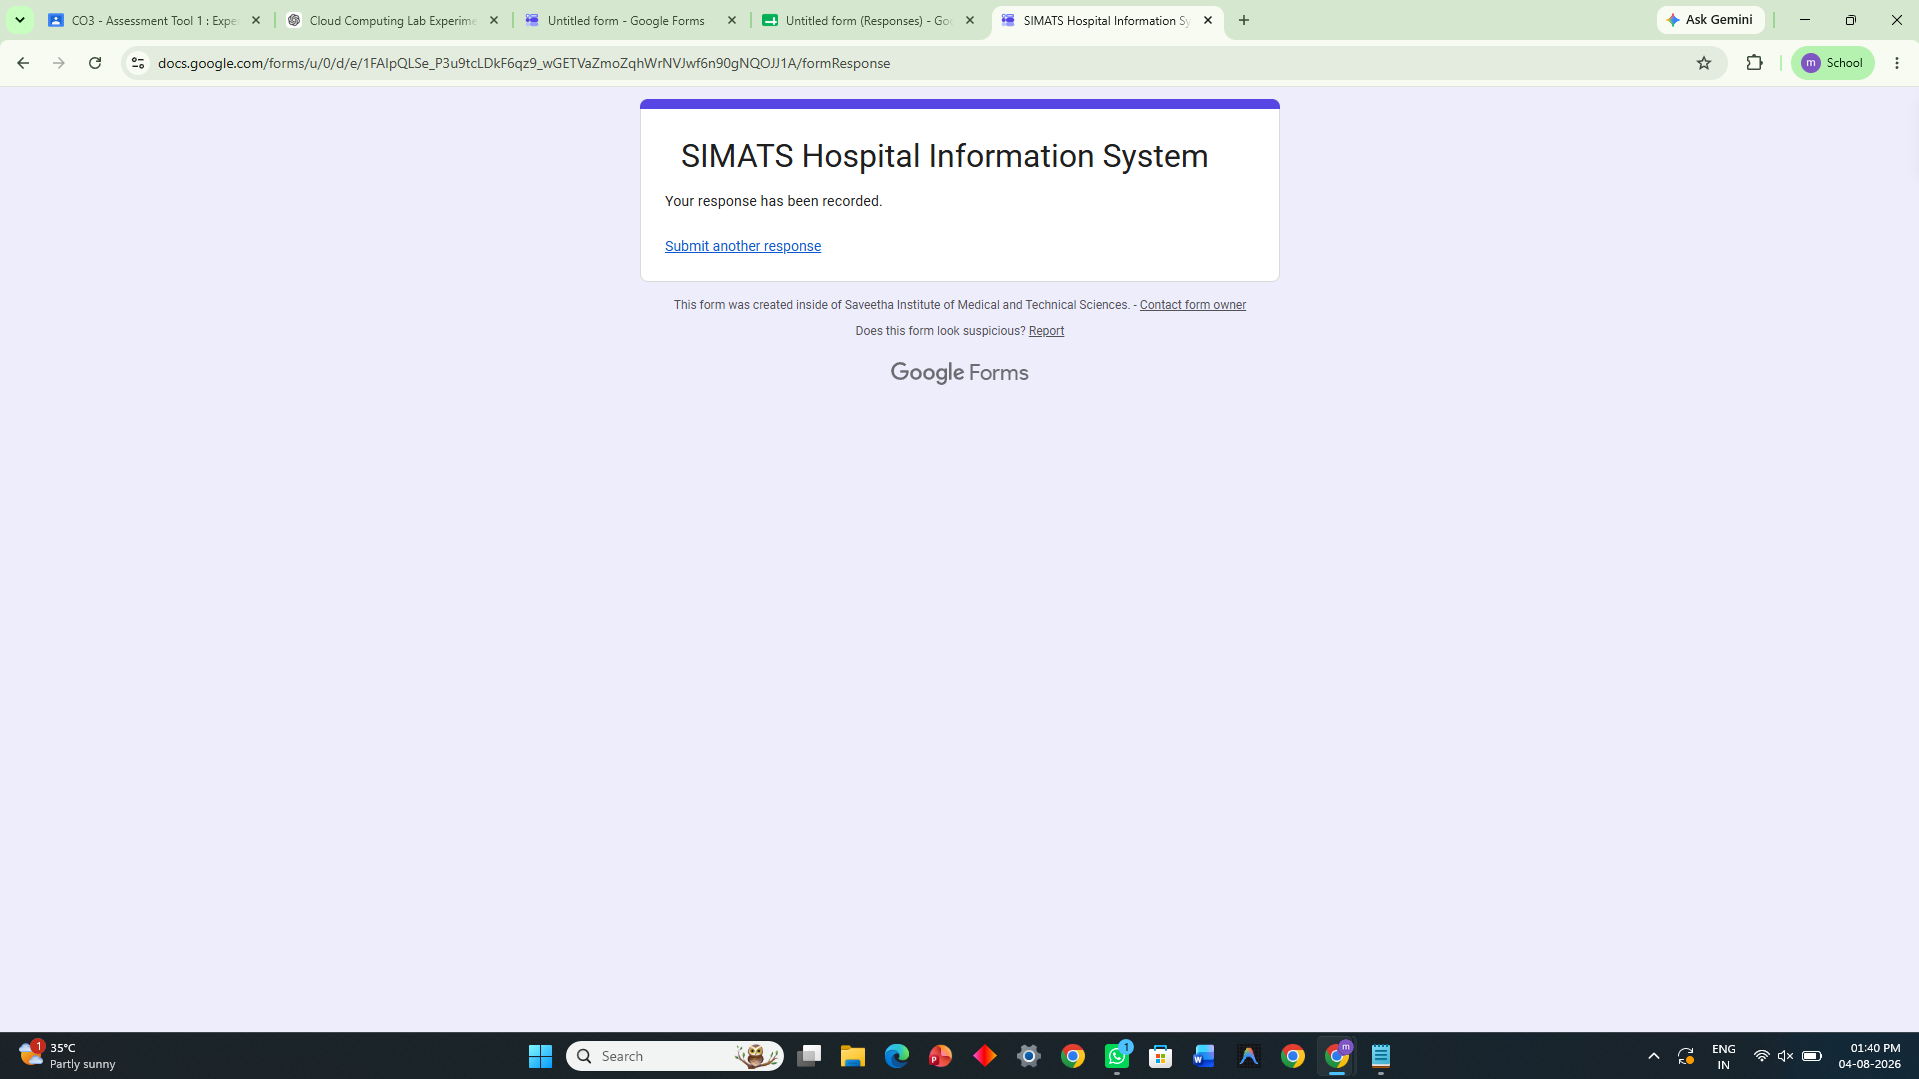 CO3 - Assessment Tool 1 : Expe
Cloud Computing Lab Experime
Untitled form - Google Forms
Untitled form (Responses) - Goo
SIMATS Hospital Information Sy
Ask Gemini
docs.google.com/forms/u/0/d/e/1FAIpQLSe_P3u9tcLDkF6qz9_wGETVaZmoZqhWrNVJwf6n90gNQOJJ1A/formResponse
m School
SIMATS Hospital Information System
Your response has been recorded.
Submit another response
This form was created inside of Saveetha Institute of Medical and Technical Sciences. - Contact form owner
Does this form look suspicious? Report
Google Forms
1
35°C
Partly sunny
Search
1
m
ENG
IN
01:40 PM
04-08-2026